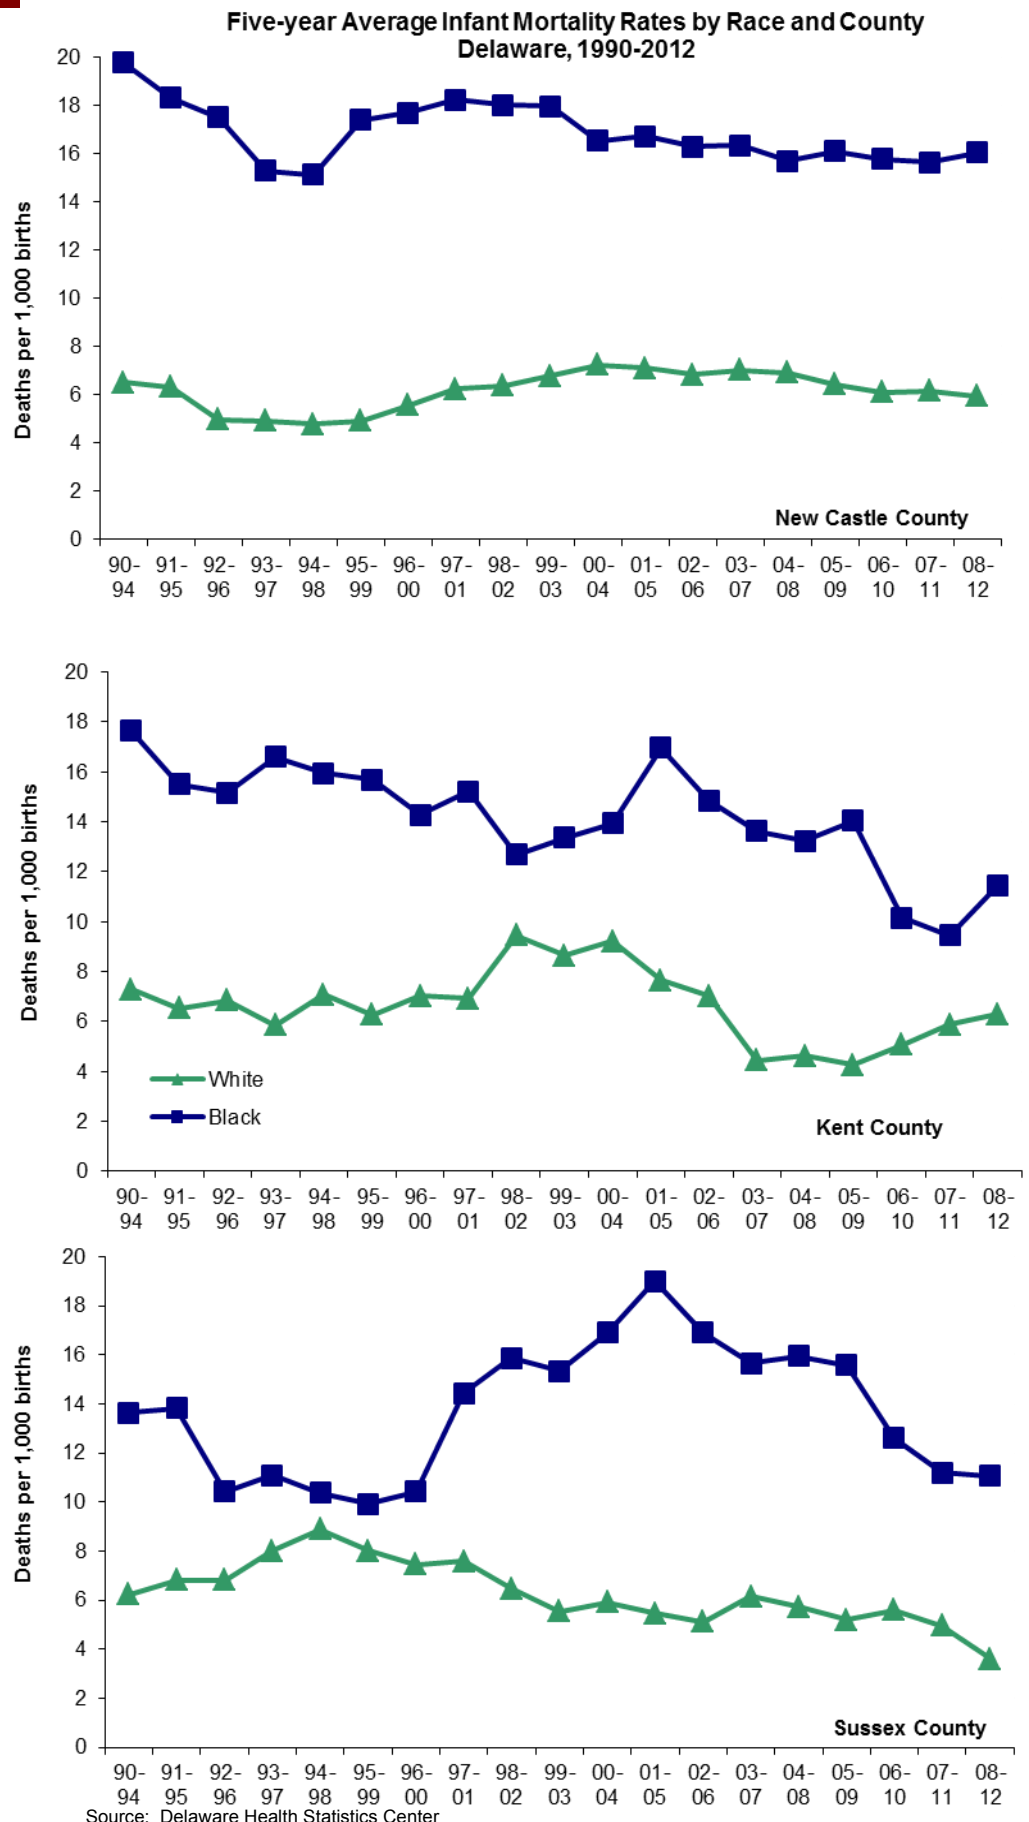 Five-year Average Infant Mortality Rates by Race and County
Delaware, 1990-2012
Deaths per 1,000 births
20
18
16
14
12
10
8
6
4
2
0
New Castle County
90- 91- 92- 93- 94- 95- 96- 97- 98- 99- 00- 01- 02- 03- 04- 05- 06- 07- 08-
94 95 96 97 98 99 00 01 02 03 04 05 06 07 08 09 10 11 12
Deaths per 1,000 births
20
18
16
14
12
10
8
6
4
2
0
White
Black
Kent County
90- 91- 92- 93- 94- 95- 96- 97- 98- 99- 00- 01- 02- 03- 04- 05- 06- 07- 08-
94 95 96 97 98 99 00 01 02 03 04 05 06 07 08 09 10 11 12
Deaths per 1,000 births
20
18
16
14
12
10
8
6
4
2
0
Sussex County
90- 91- 92- 93- 94- 95- 96- 97- 98- 99- 00- 01- 02- 03- 04- 05- 06- 07- 08-
94 95 96 97 98 99 00 01 02 03 04 05 06 07 08 09 10 11 12
Source: Delaware Health Statistics Center